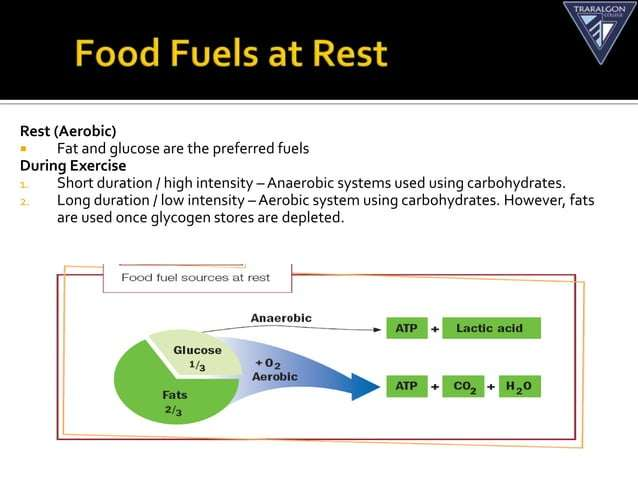 TRARALGON
COLLEGE
Food Fuels at Rest
Rest (Aerobic)
Fat and glucose are the preferred fuels
During Exercise
1. Short duration / high intensity – Anaerobic systems used using carbohydrates.
2. Long duration / low intensity – Aerobic system using carbohydrates. However, fats
are used once glycogen stores are depleted.
Food fuel sources at rest
Anaerobic
ATP + Lactic acid
Glucose
1/3
+ O2
Aerobic
ATP + CO2 + H2O
Fats
2/3